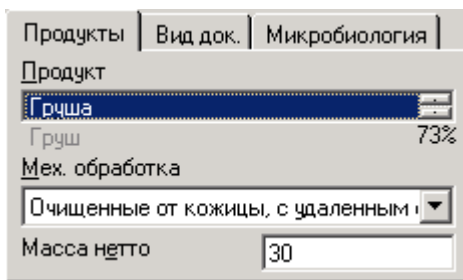 Продукты Вид док. Микробиология
Продукт
Груша
Груш 73%
Мех. обработка
Очищенные от кожицы, с удаленным
Масса нетто 30